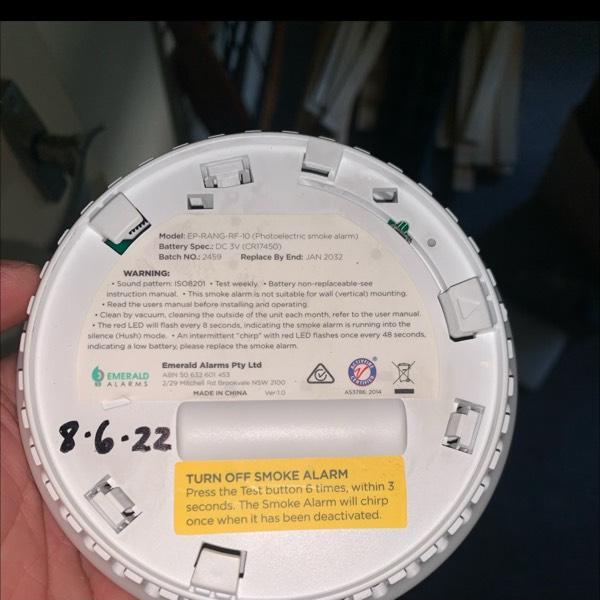 Model: EP-RANG-RF-10 (Photoelectric smoke alarm)
Battery Spec.: DC 3V (CR17450)
Batch NO.: 2459 Replace By End: JAN 2032
WARNING:
• Sound pattern: ISO8201 • Test weekly. • Battery non-replaceable-see
instruction manual. • This smoke alarm is not suitable for wall (vertical) mounting.
• Read the users manual before installing and operating.
• Clean by vacuum, cleaning the outside of the unit each month, refer to the user manual.
• The red LED will flash every 8 seconds, indicating the smoke alarm is running into the
silence (Hush) mode. • An intermittent "chirp" with red LED flashes once every 48 seconds,
indicating a low battery, please replace the smoke alarm.
EMERALD
ALARMS
Emerald Alarms Pty Ltd
ABN 50 632 601 453
2/29 Mitchell Rd Brookvale NSW 2100
MADE IN CHINA Ver1.0
AS3786: 2014
8.6.22
TURN OFF SMOKE ALARM
Press the Test button 6 times, within 3
seconds. The Smoke Alarm will chirp
once when it has been deactivated.